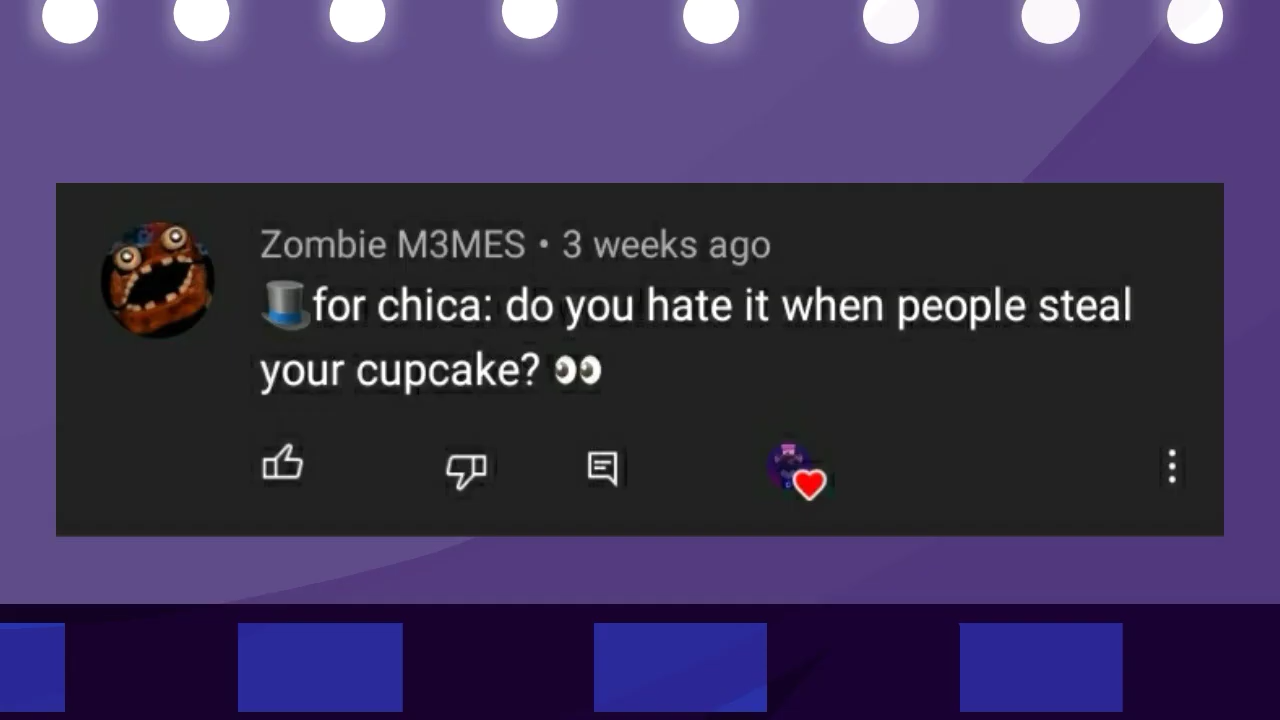 Zombie M3MES • 3 weeks ago
🎩for chica: do you hate it when people steal
your cupcake? 👀